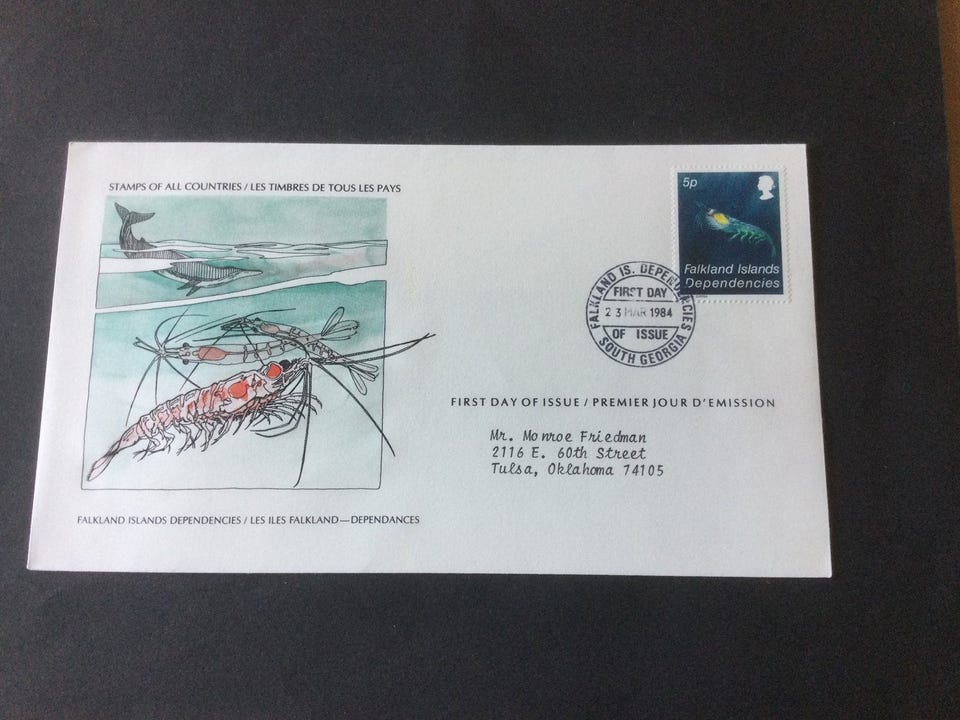 STAMPS OF ALL COUNTRIES / LES TIMBRES DE TOUS LES PAYS
5p
Falkland Islands
Dependencies
FALKLAND IS. DEPENDENCIES
FIRST DAY
23 MAR 1984
OF ISSUE
SOUTH GEORGIA
FIRST DAY OF ISSUE / PREMIER JOUR D'EMISSION
Mr. Monroe Friedman
2116 E. 60th Street
Tulsa, Oklahoma 74105
FALKLAND ISLANDS DEPENDENCIES / LES ILES FALKLAND—DEPENDANCES